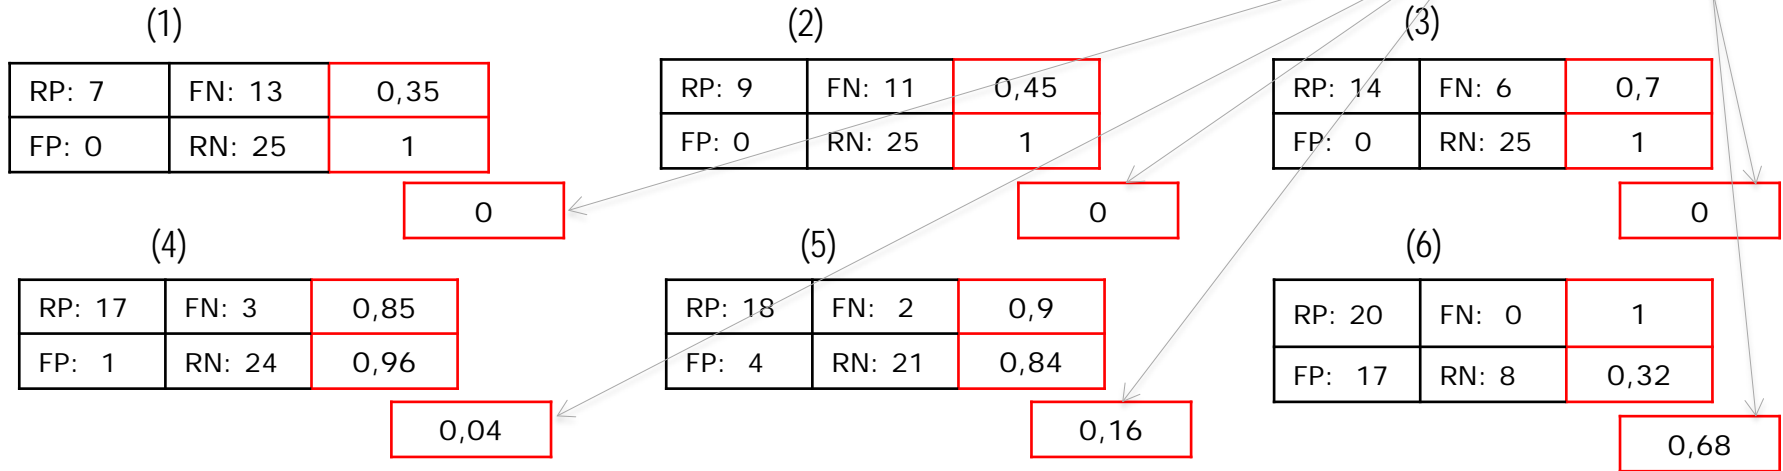 (1)
RP: 7 FN: 13 0,35
FP: 0 RN: 25 1
0
(2)
RP: 9 FN: 11 0,45
FP: 0 RN: 25 1
0
(3)
RP: 14 FN: 6 0,7
FP: 0 RN: 25 1
0
(4)
RP: 17 FN: 3 0,85
FP: 1 RN: 24 0,96
0,04
(5)
RP: 18 FN: 2 0,9
FP: 4 RN: 21 0,84
0,16
(6)
RP: 20 FN: 0 1
FP: 17 RN: 8 0,32
0,68